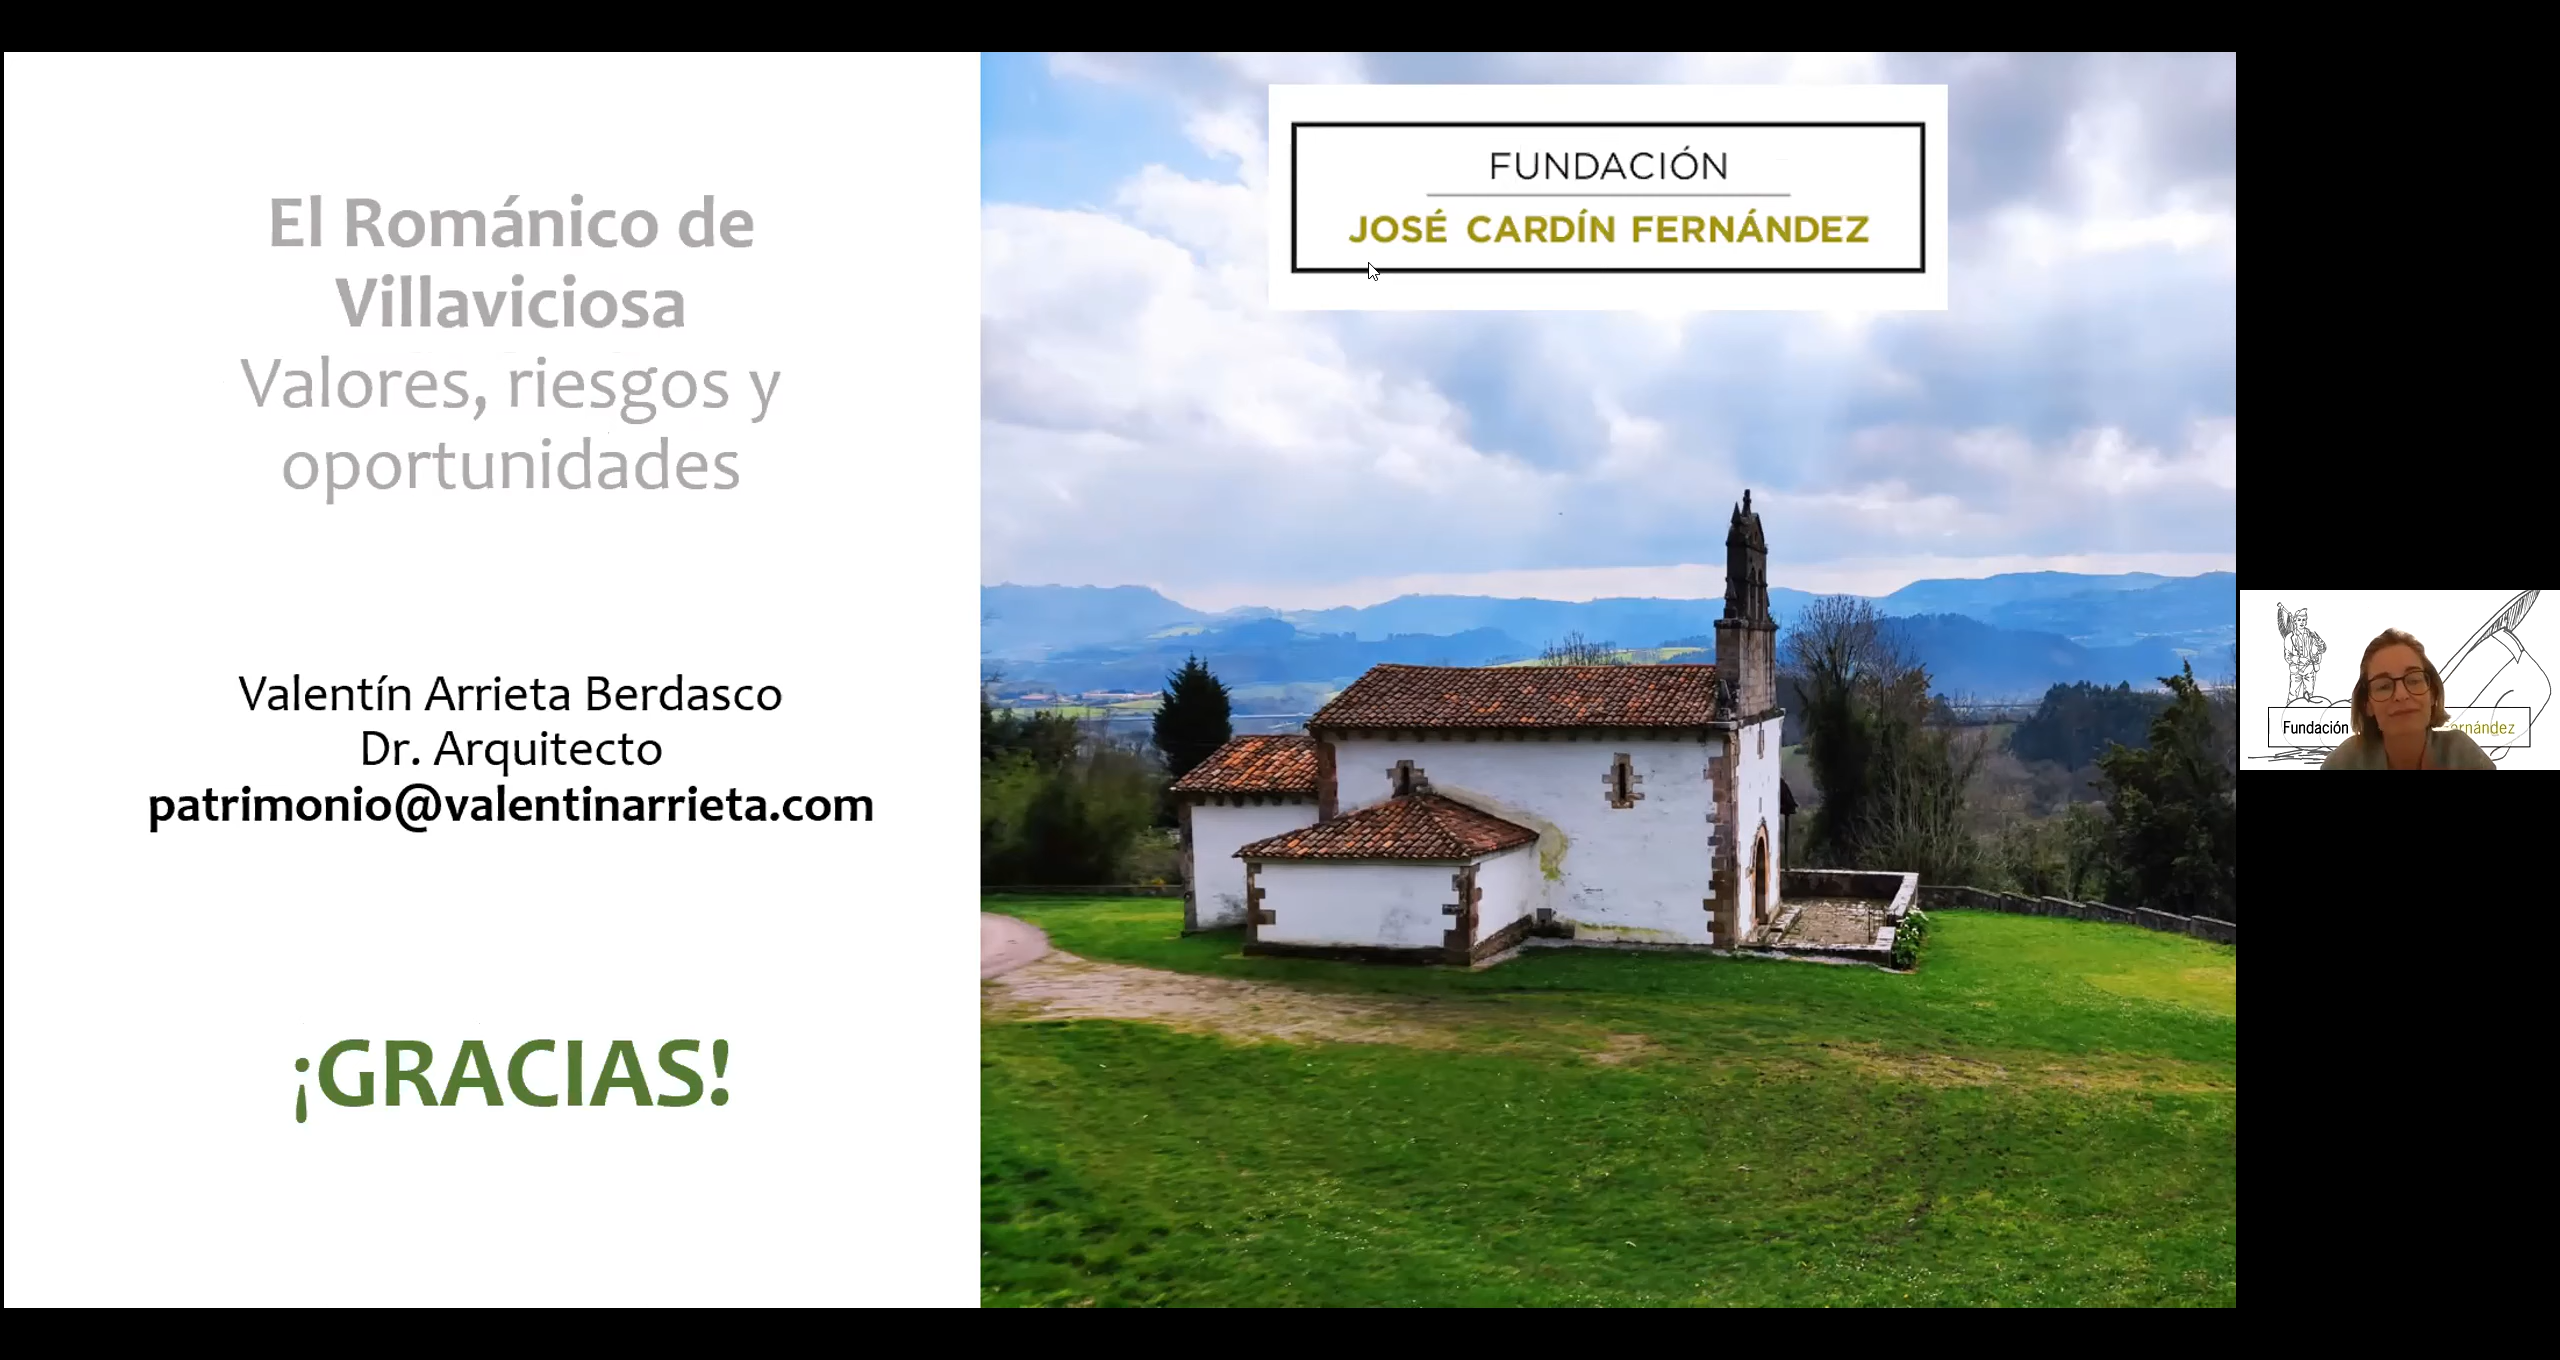 El Románico de
Villaviciosa
Valores, riesgos y
oportunidades
Valentín Arrieta Berdasco
Dr. Arquitecto
patrimonio@valentinarrieta.com
¡GRACIAS!
FUNDACIÓN
JOSÉ CARDÍN FERNÁNDEZ
Fundación